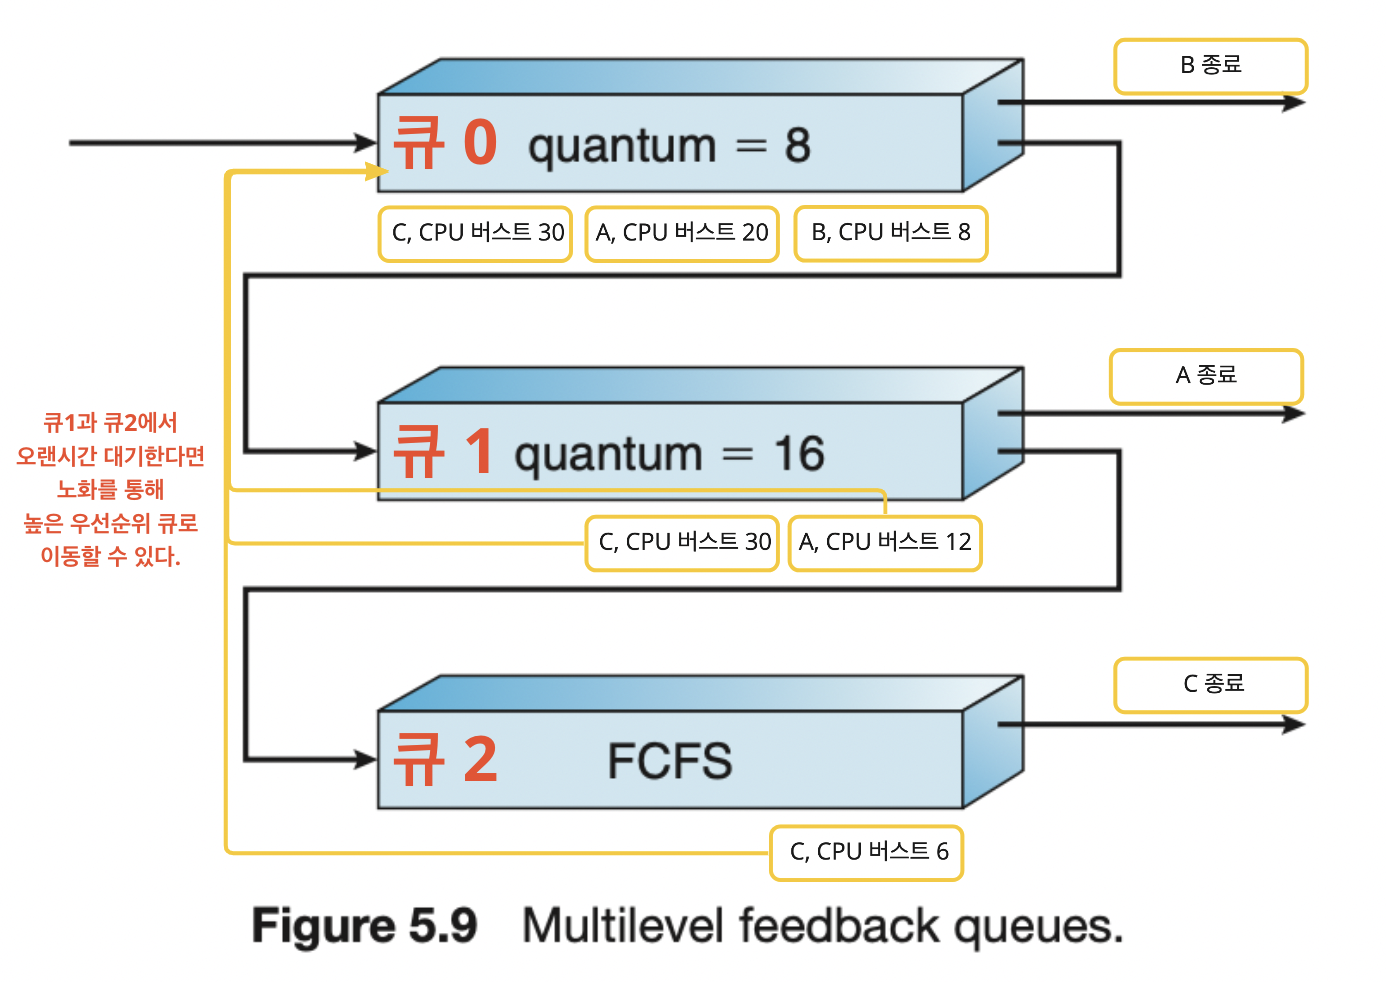 B 종료
큐 0 quantum = 8
C, CPU 버스트 30
A, CPU 버스트 20
B, CPU 버스트 8
A 종료
큐 1 quantum = 16
큐1과 큐2에서
오랜시간 대기한다면
노화를 통해
높은 우선순위 큐로
이동할 수 있다.
C, CPU 버스트 30
A, CPU 버스트 12
C 종료
큐 2 FCFS
C, CPU 버스트 6
Figure 5.9 Multilevel feedback queues.